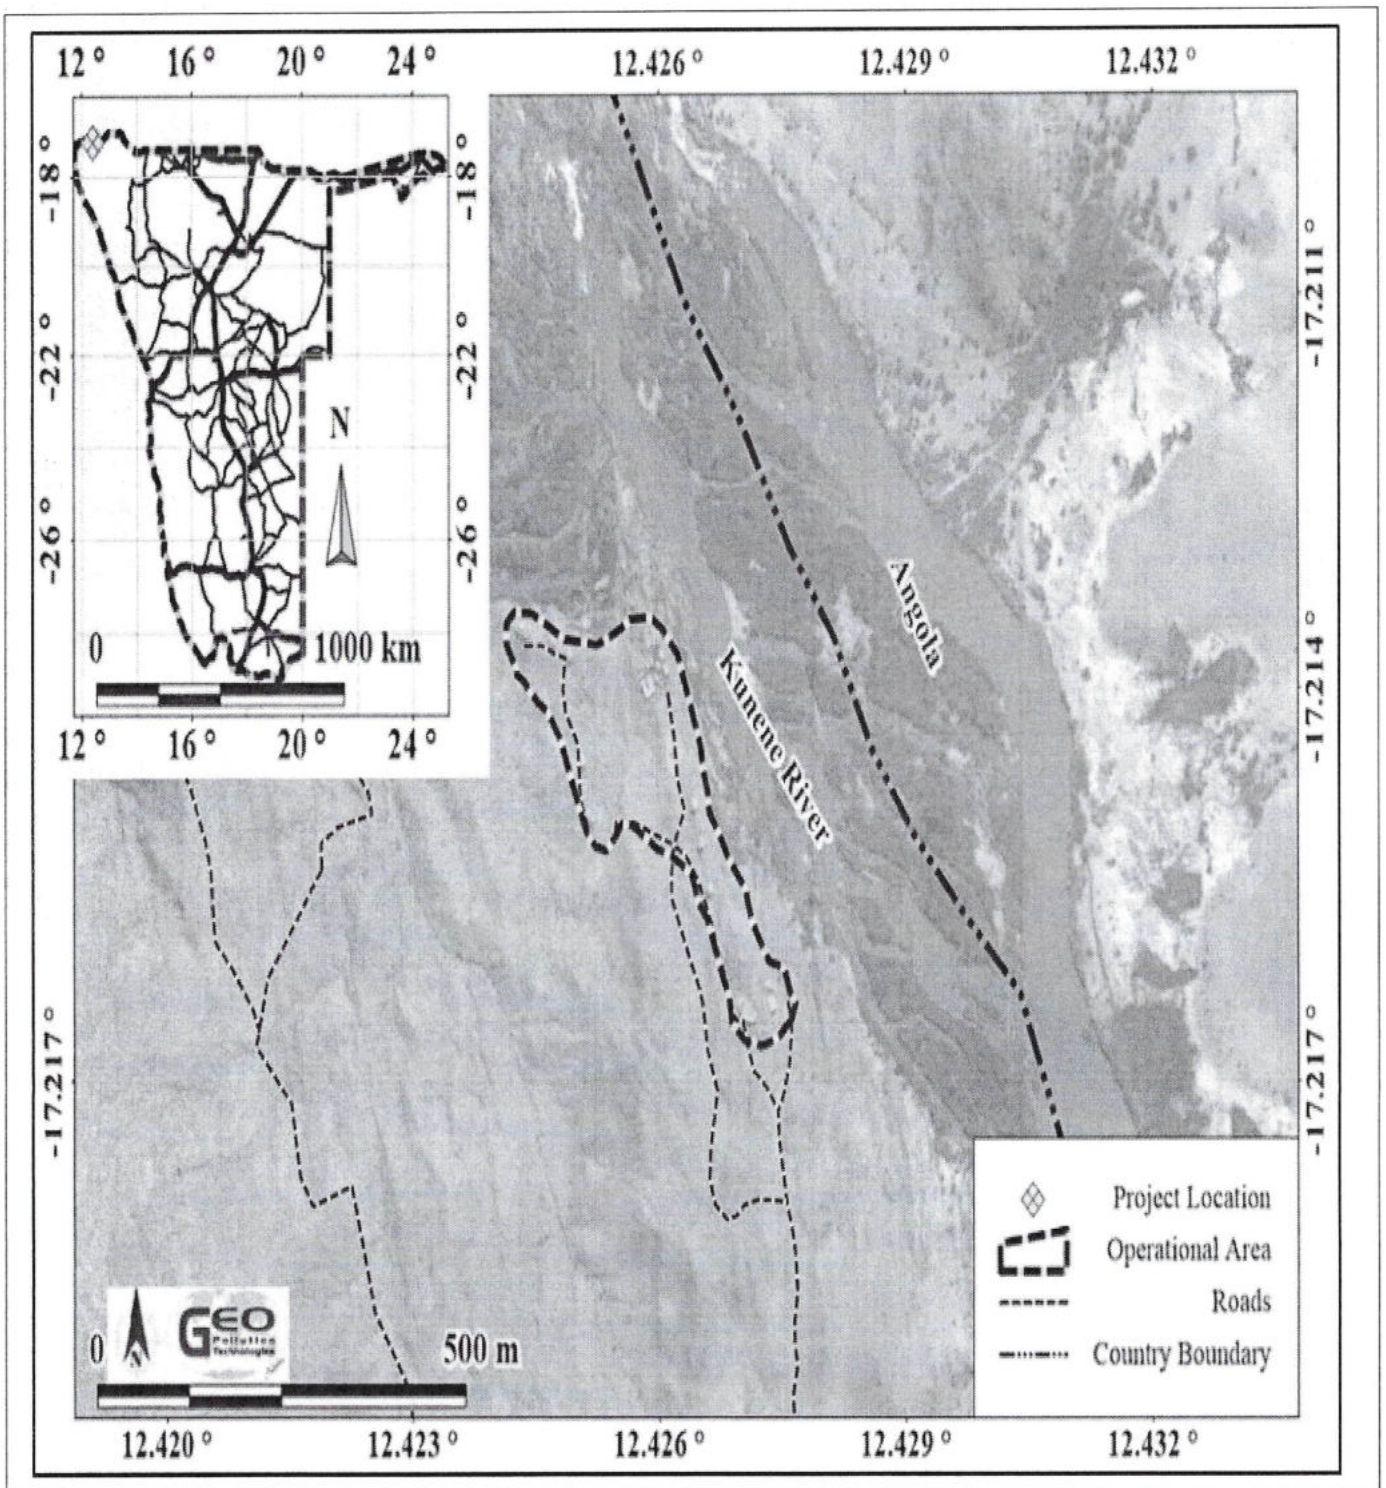 12 ° 16 ° 20 ° 24 °
12.426 ° 12.429 ° 12.432 °
-18 °
-18 °
-22 °
-22 °
-26 °
-26 °
N
0 1000 km
12 ° 16 ° 20 ° 24 °
-17.211 °
-17.214 °
-17.217 °
-17.217 °
Angola
Kunene River
Project Location
Operational Area
Roads
Country Boundary
0 N GEO
Pollution
Technologies
500 m
12.420 ° 12.423 ° 12.426 ° 12.429 ° 12.432 °